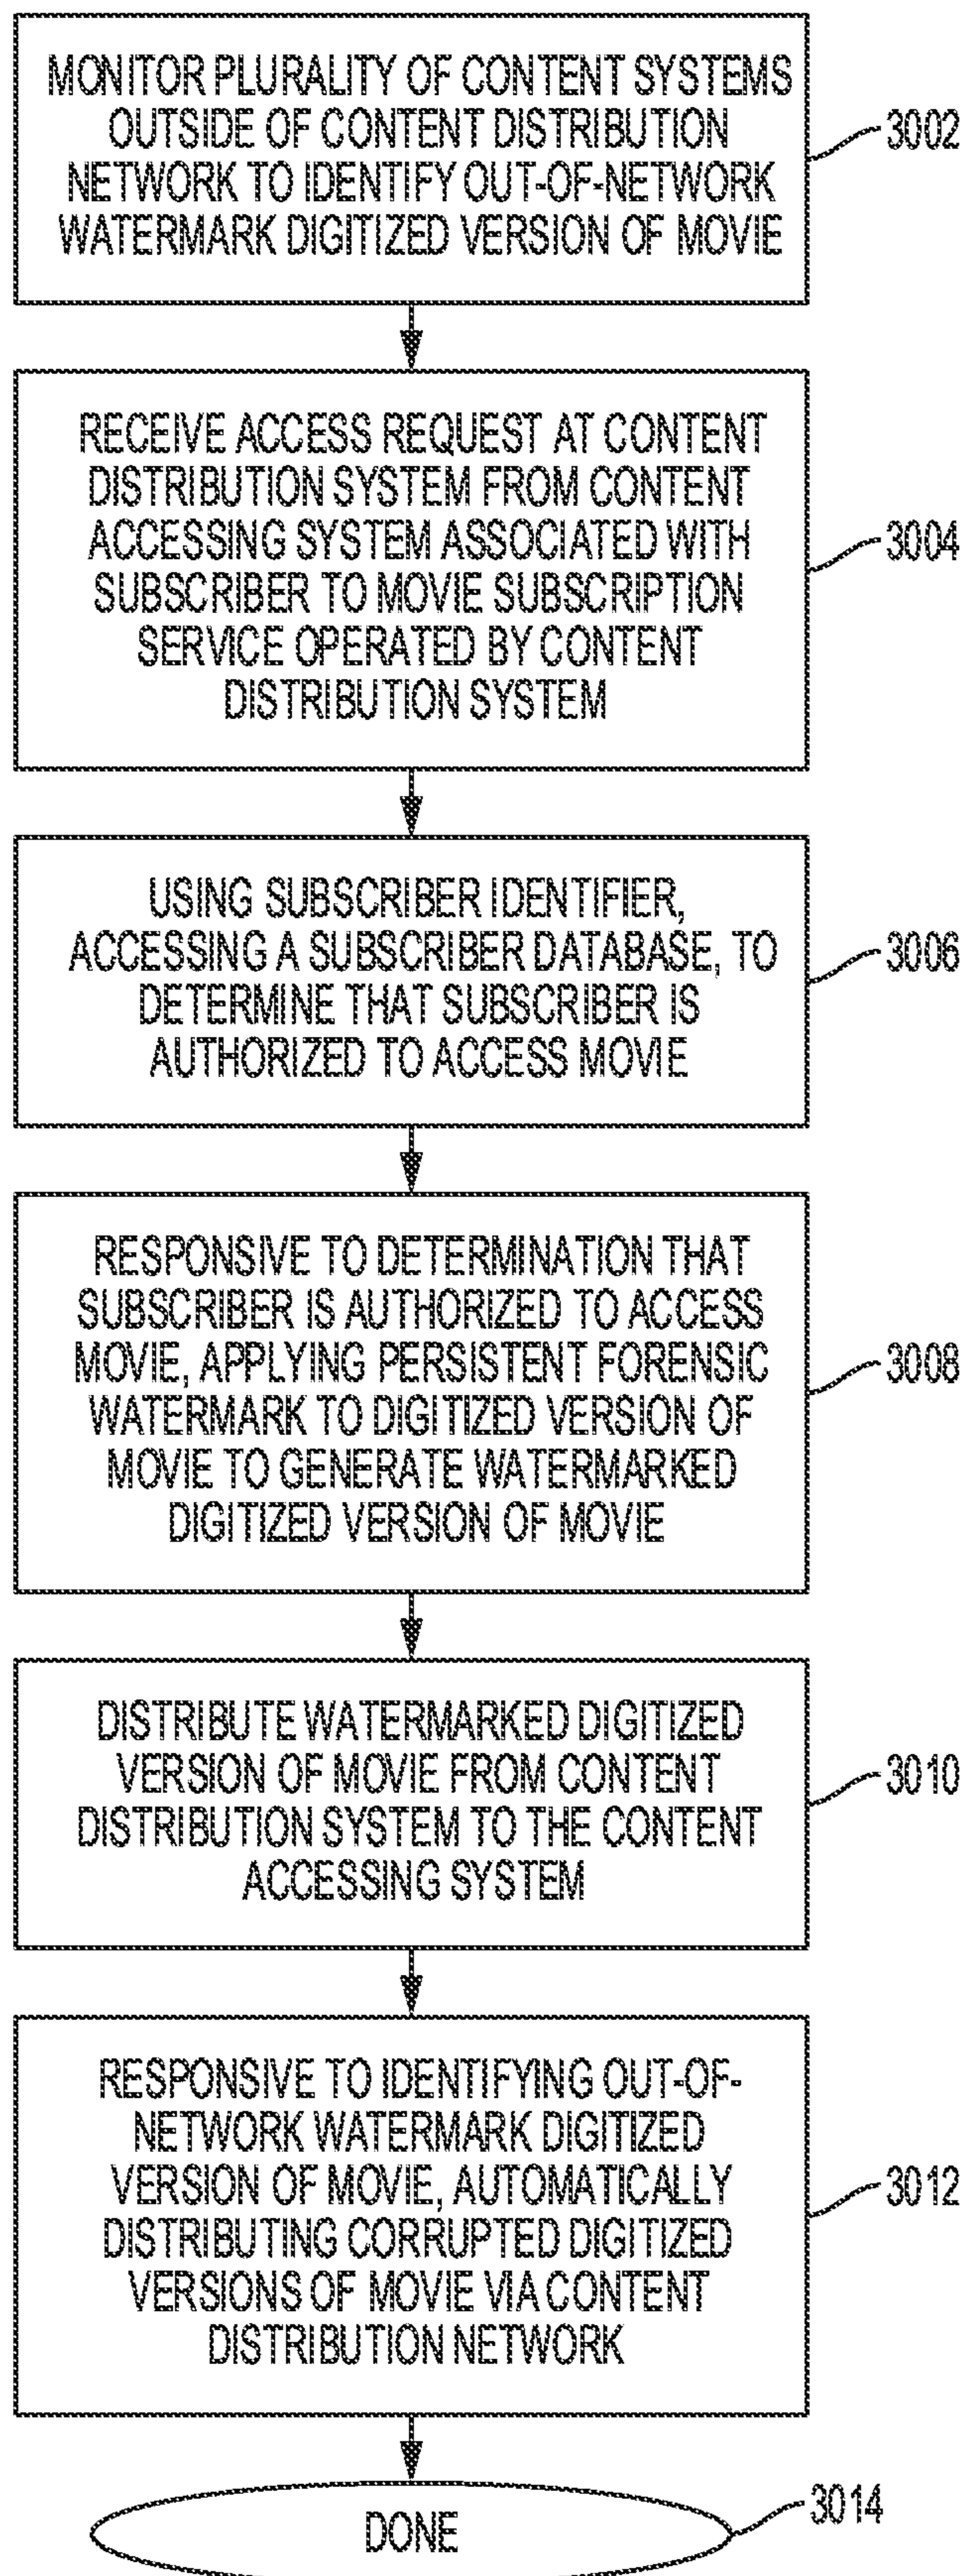 MONITOR PLURALITY OF CONTENT SYSTEMS
OUTSIDE OF CONTENT DISTRIBUTION
NETWORK TO IDENTIFY OUT-OF-NETWORK
WATERMARK DIGITIZED VERSION OF MOVIE
3002
RECEIVE ACCESS REQUEST AT CONTENT
DISTRIBUTION SYSTEM FROM CONTENT
ACCESSING SYSTEM ASSOCIATED WITH
SUBSCRIBER TO MOVIE SUBSCRIPTION
SERVICE OPERATED BY CONTENT
DISTRIBUTION SYSTEM
3004
USING SUBSCRIBER IDENTIFIER,
ACCESSING A SUBSCRIBER DATABASE, TO
DETERMINE THAT SUBSCRIBER IS
AUTHORIZED TO ACCESS MOVIE
3006
RESPONSIVE TO DETERMINATION THAT
SUBSCRIBER IS AUTHORIZED TO ACCESS
MOVIE, APPLYING PERSISTENT FORENSIC
WATERMARK TO DIGITIZED VERSION OF
MOVIE TO GENERATE WATERMARKED
DIGITIZED VERSION OF MOVIE
3008
DISTRIBUTE WATERMARKED DIGITIZED
VERSION OF MOVIE FROM CONTENT
DISTRIBUTION SYSTEM TO THE CONTENT
ACCESSING SYSTEM
3010
RESPONSIVE TO IDENTIFYING OUT-OF-
NETWORK WATERMARK DIGITIZED
VERSION OF MOVIE, AUTOMATICALLY
DISTRIBUTING CORRUPTED DIGITIZED
VERSIONS OF MOVIE VIA CONTENT
DISTRIBUTION NETWORK
3012
DONE
3014